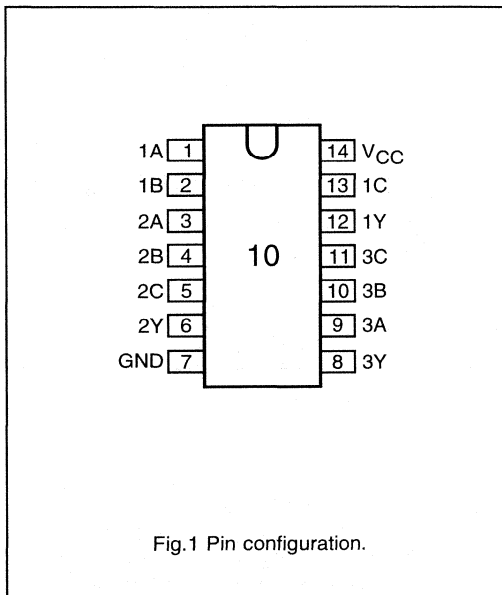 1A 1 14 VCC
1B 2 13 1C
2A 3 12 1Y
2B 4 10 11 3C
2C 5 10 3B
2Y 6 9 3A
GND 7 8 3Y
Fig.1 Pin configuration.